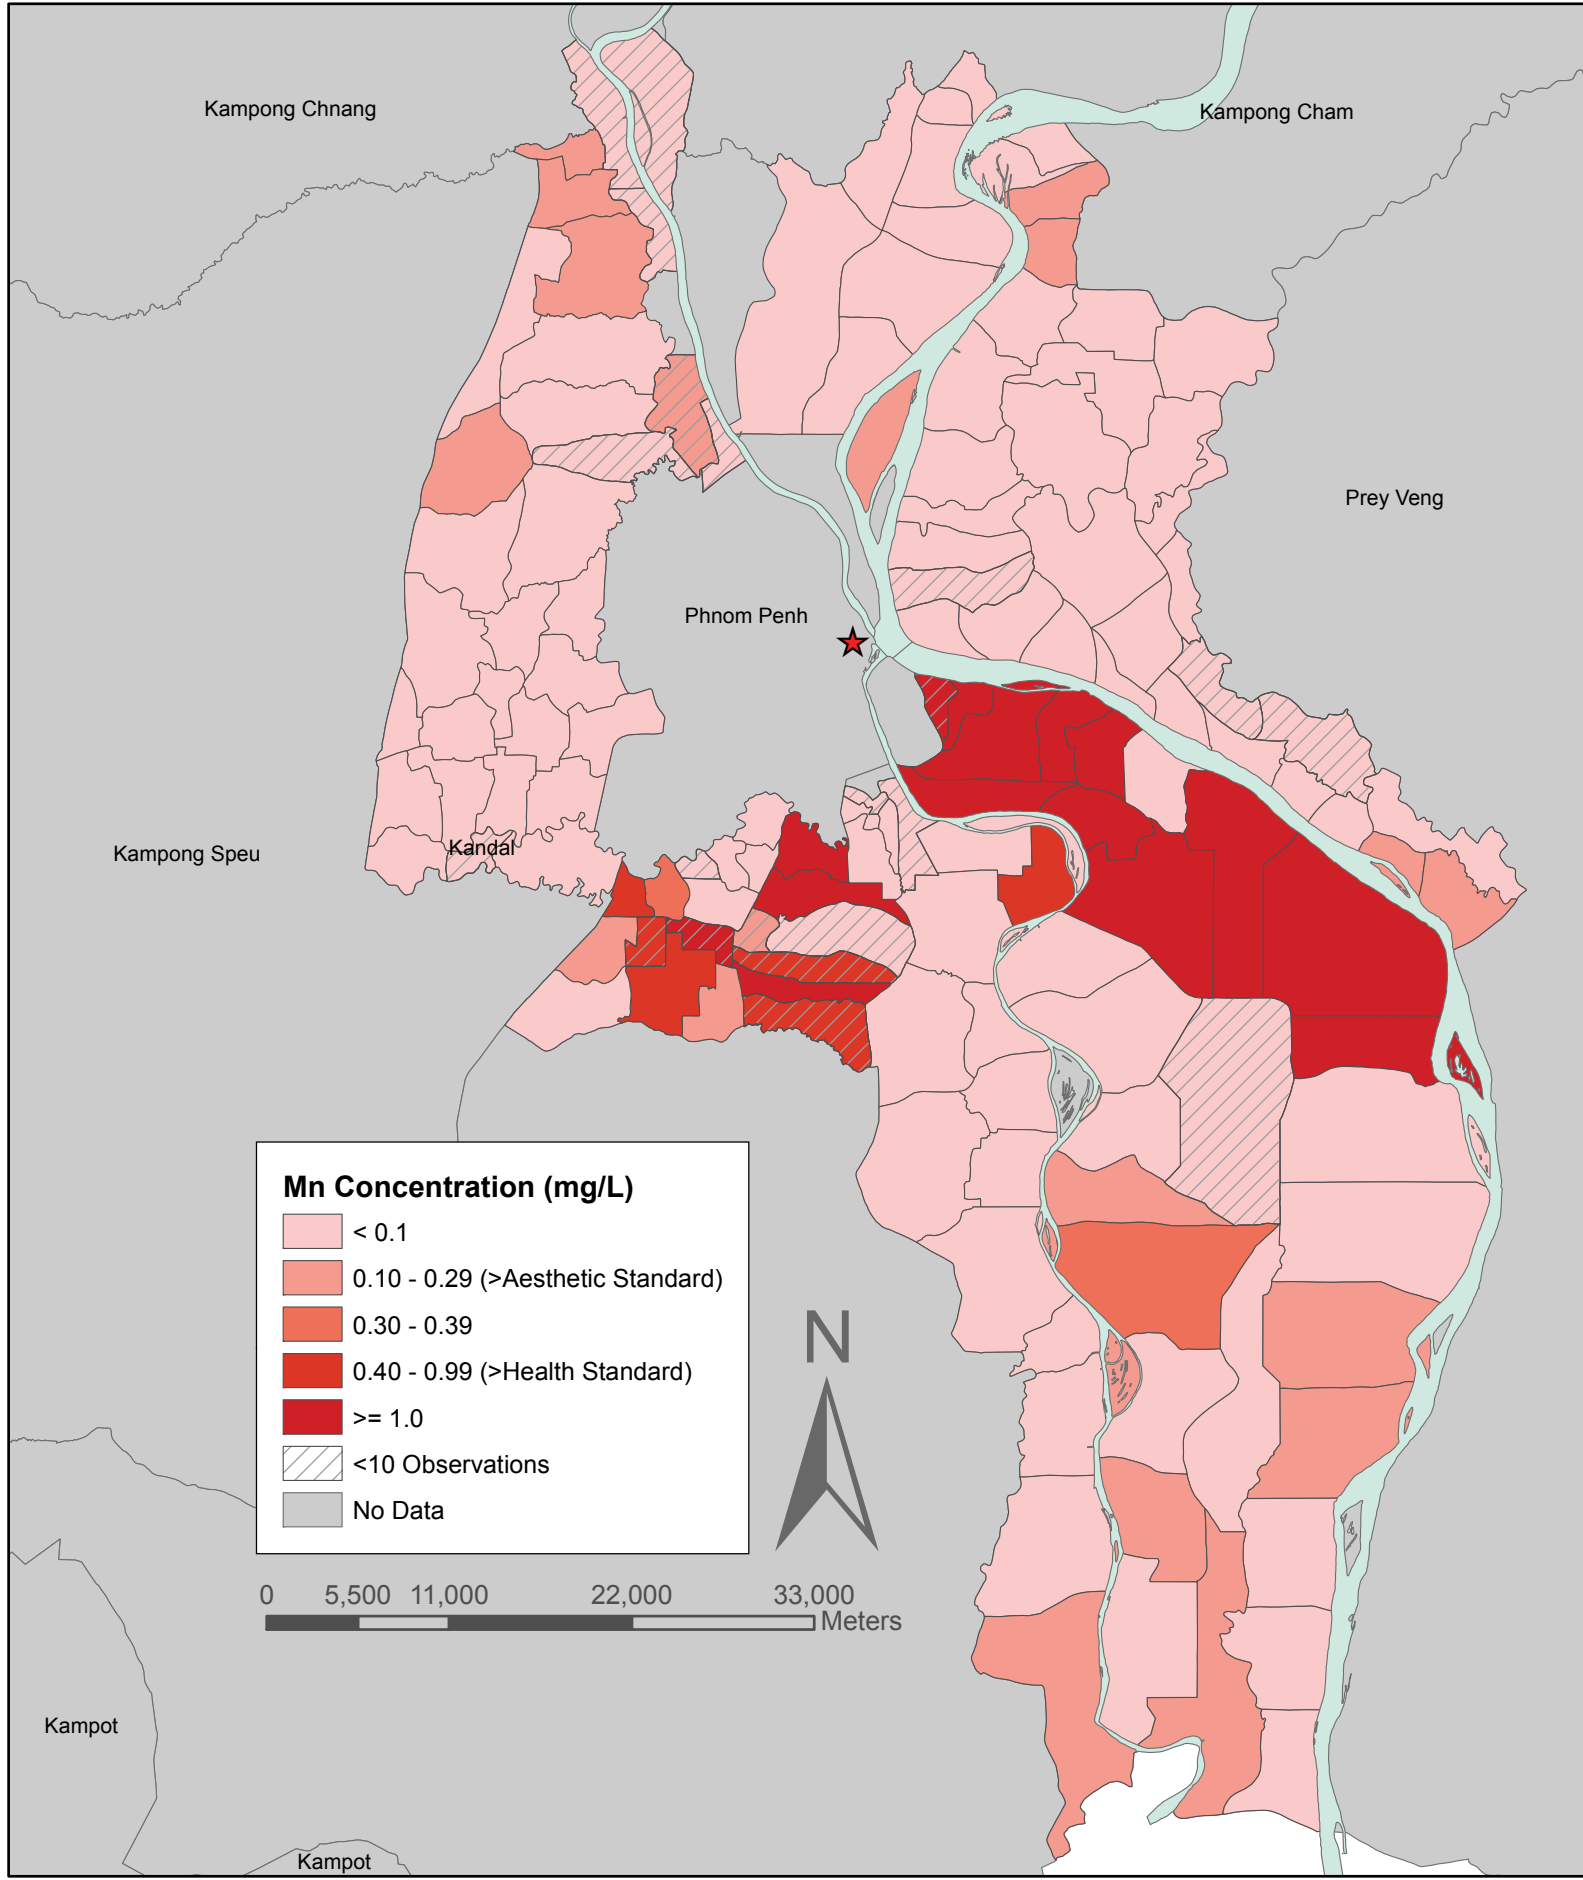 Kampong Chnang
Kampong Cham
Prey Veng
Phnom Penh
Kampong Speu
Kandal
Mn Concentration (mg/L)
< 0.1
0.10 - 0.29 (>Aesthetic Standard)
0.30 - 0.39
0.40 - 0.99 (>Health Standard)
>= 1.0
<10 Observations
No Data
N
0 5,500 11,000 22,000 33,000
Meters
Kampot
Kampot